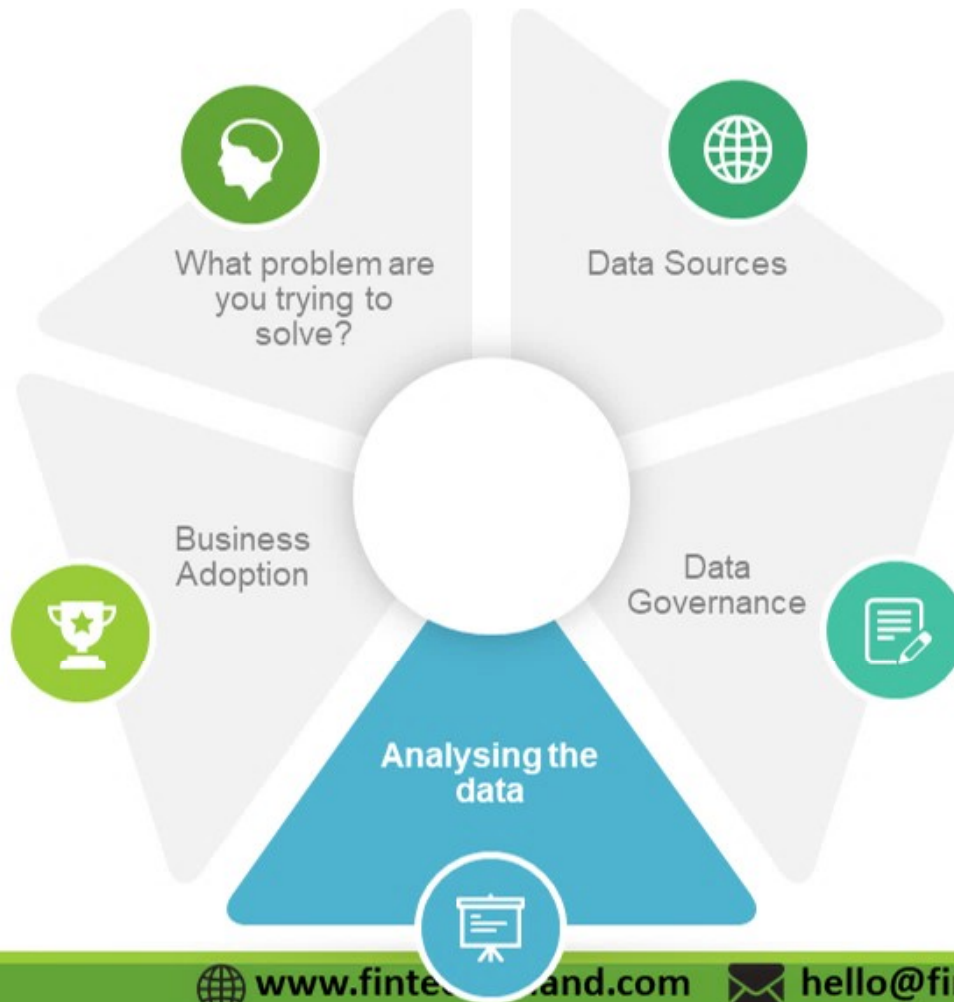 What problem are
you trying to
solve?
Data Sources
Business
Adoption
Data
Governance
Analysing the
data